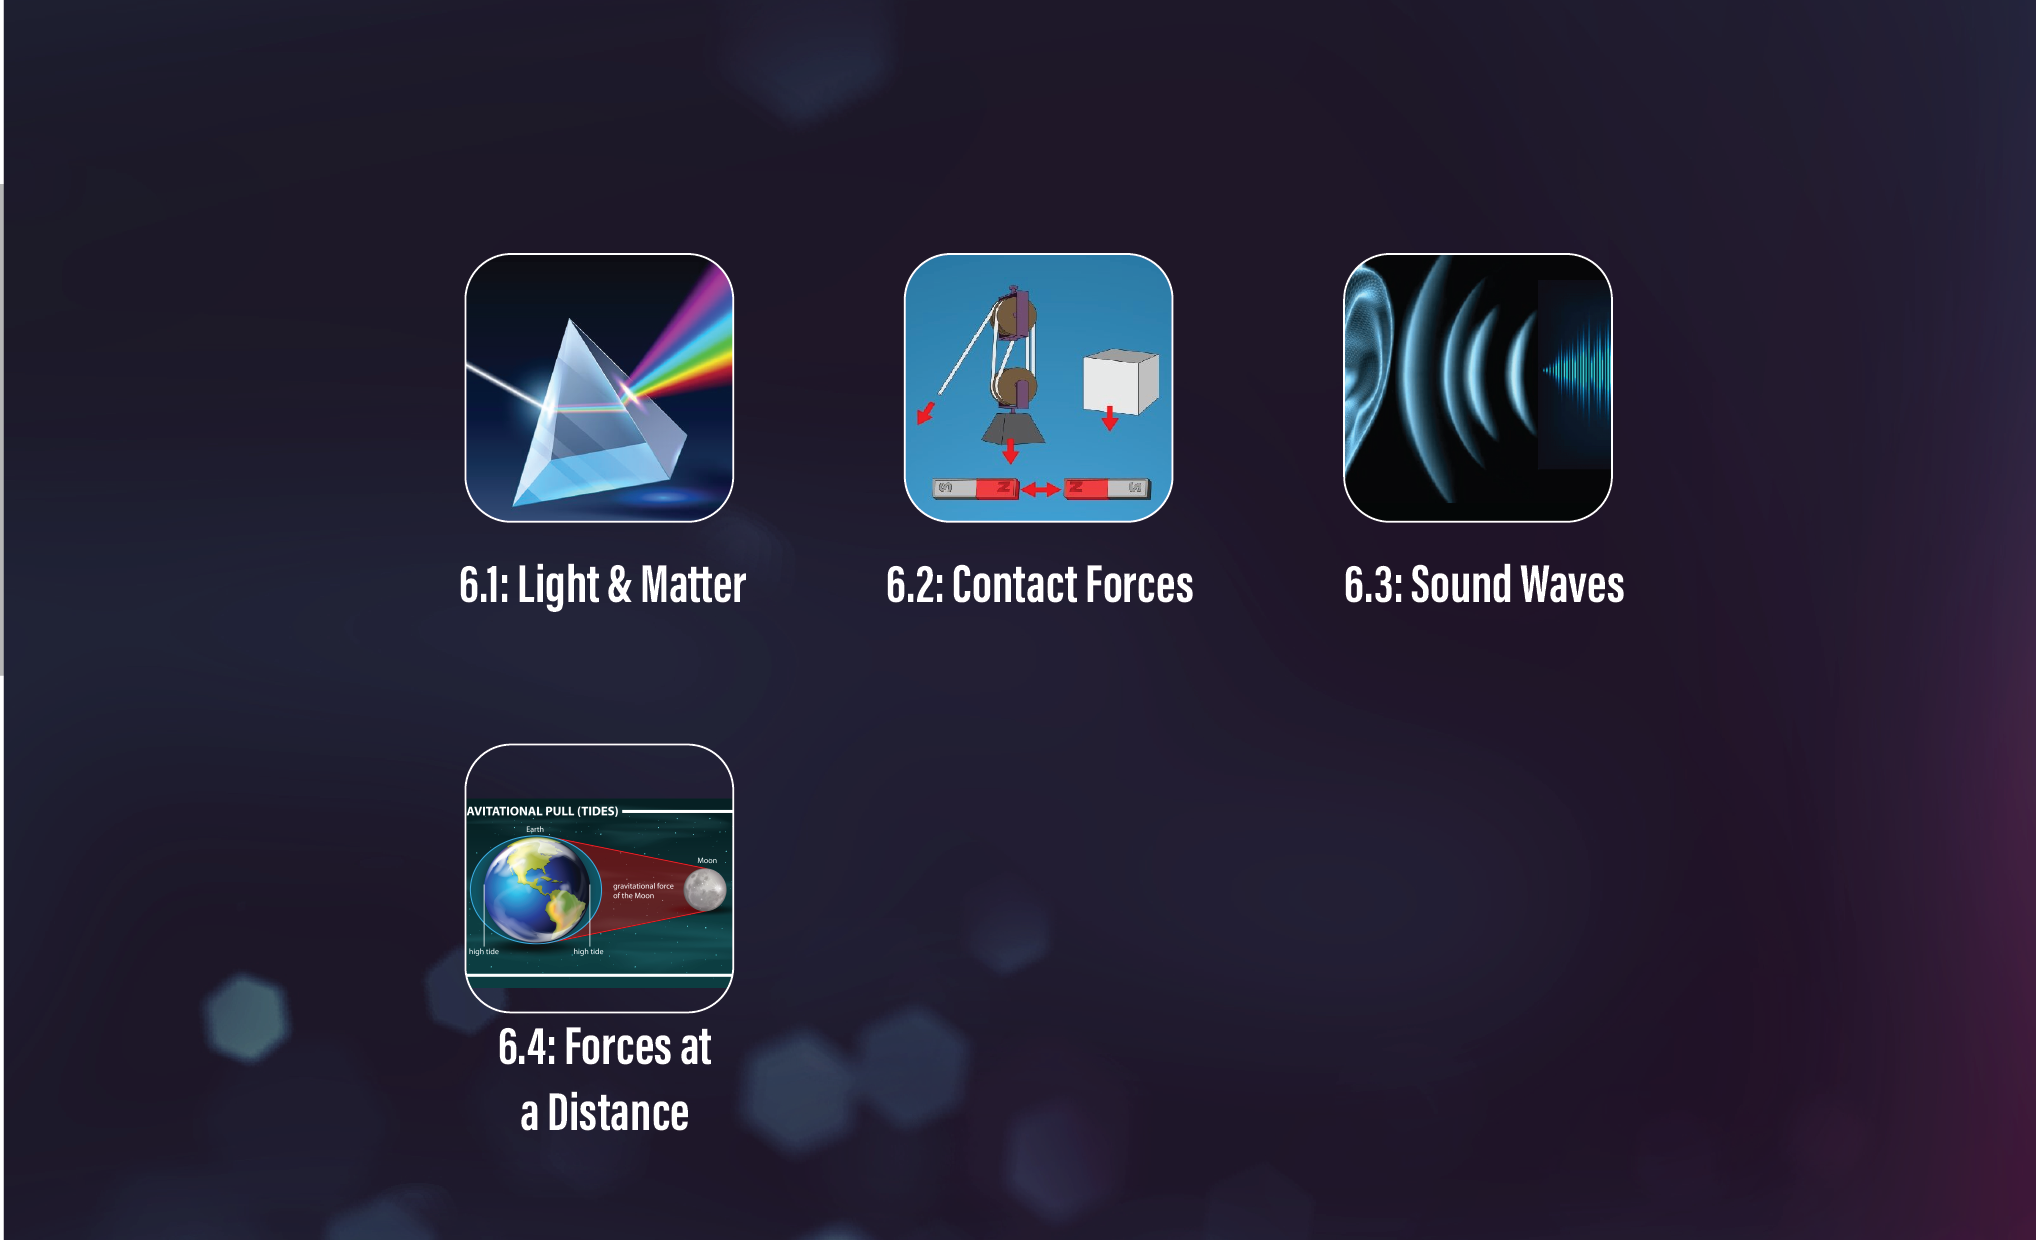 S
N
N
S
6.1: Light & Matter
6.2: Contact Forces
6.3: Sound Waves
AVITATIONAL PULL (TIDES)
Earth
Moon
gravitational force
of the Moon
high tide
high tide
6.4: Forces at
a Distance